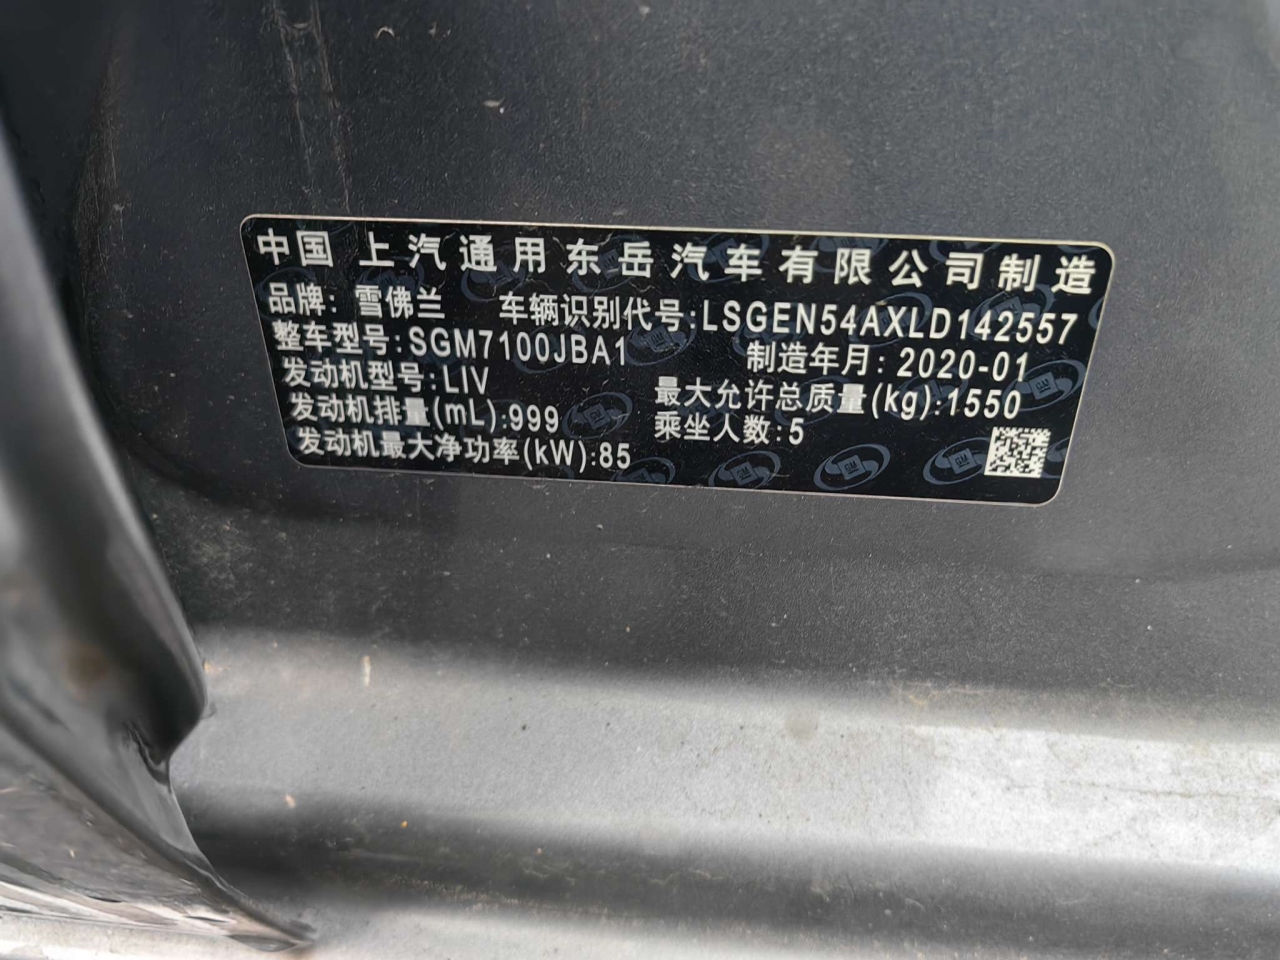 中国 上汽通用东岳汽车有限公司制造
品牌: 雪佛兰 车辆识别代号:LSGEN54AXLD142557
整车型号:SGM7100JBA1 制造年月: 2020-01
发动机型号:LIV 最大允许总质量(kg):1550
发动机排量(mL):999 乘坐人数:5
发动机最大净功率(kW):85